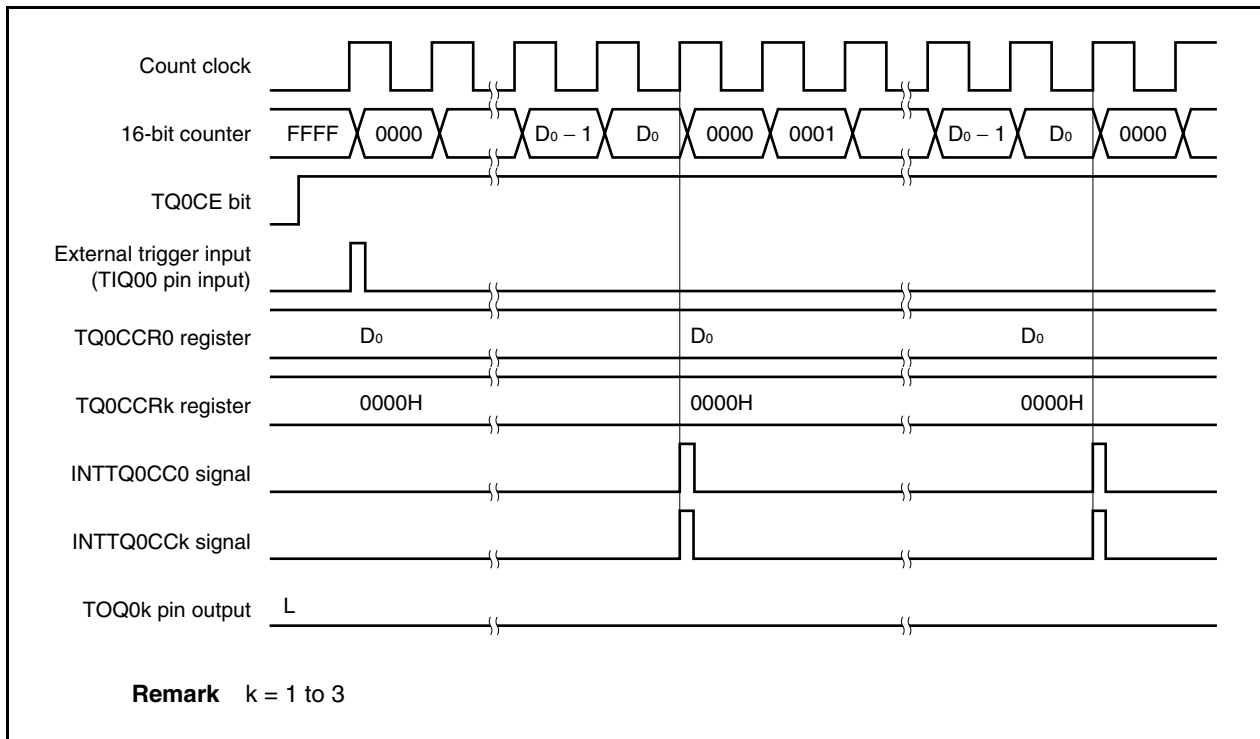 Count clock
16-bit counter FFFF 0000 D0 − 1 D0 0000 0001 D0 − 1 D0 0000
TQ0CE bit
External trigger input
(TIQ00 pin input)
TQ0CCR0 register D0 D0 D0
TQ0CCRk register 0000H 0000H 0000H
INTTQ0CC0 signal
INTTQ0CCk signal
TOQ0k pin output L
Remark k = 1 to 3